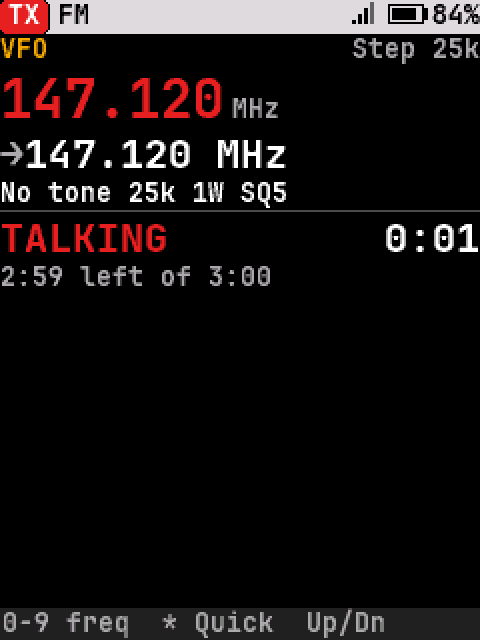 TX FM 84%
VFO Step 25k
147.120 MHz
→147.120 MHz
No tone 25k 1W SQ5
TALKING 0:01
2:59 left of 3:00
0-9 freq * Quick Up/Dn